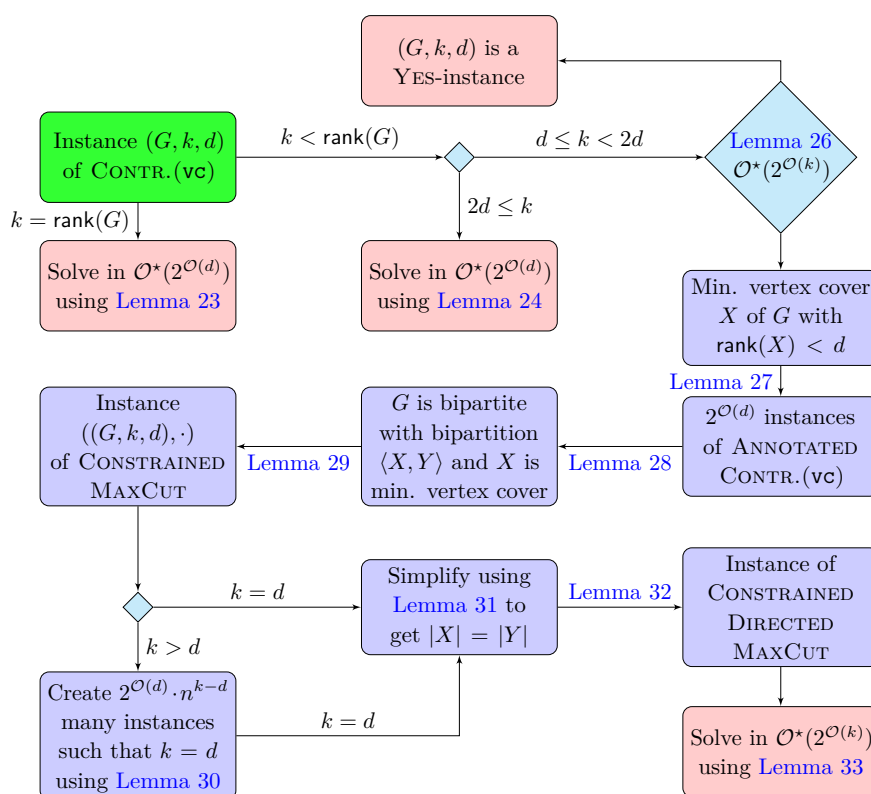 (G, k, d) is a
YES-instance
Instance (G, k, d)
of CONTR.(vc)
k < rank(G)
d ≤ k < 2d
Lemma 26
𝒪⋆(2^{𝒪(k)})
k = rank(G)
2d ≤ k
Solve in 𝒪⋆(2^{𝒪(d)})
using Lemma 23
Solve in 𝒪⋆(2^{𝒪(d)})
using Lemma 24
Min. vertex cover
X of G with
rank(X) < d
Lemma 27
2^{𝒪(d)} instances
of ANNOTATED
CONTR.(vc)
Lemma 28
G is bipartite
with bipartition
⟨X, Y⟩ and X is
min. vertex cover
Lemma 29
Instance
((G, k, d), ·)
of CONSTRAINED
MAXCUT
k = d
k > d
Create 2^{𝒪(d)} · n^{k−d}
many instances
such that k = d
using Lemma 30
k = d
Simplify using
Lemma 31 to
get |X| = |Y|
Lemma 32
Instance of
CONSTRAINED
DIRECTED
MAXCUT
Solve in 𝒪⋆(2^{𝒪(k)})
using Lemma 33